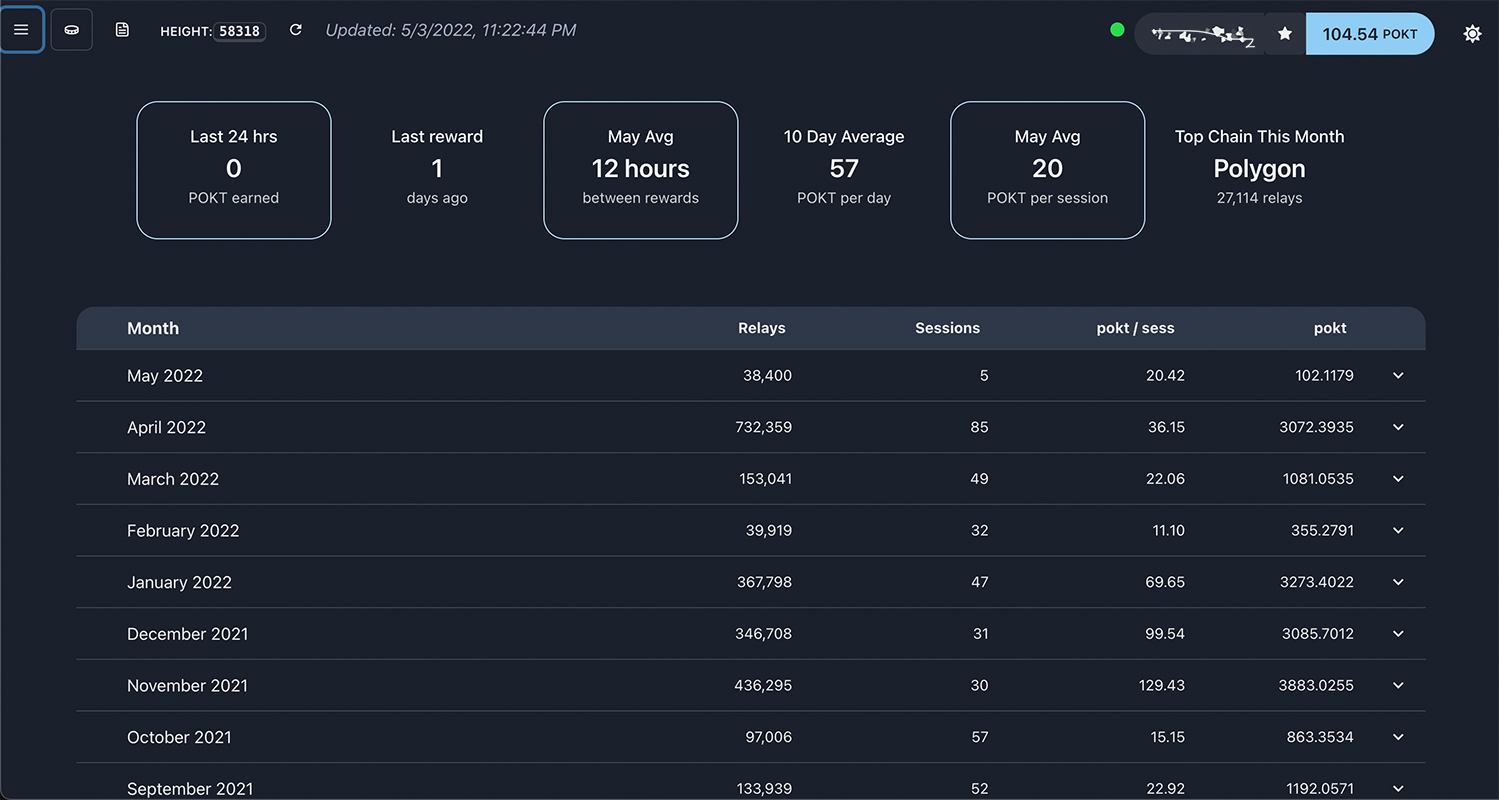 HEIGHT: 58318 Updated: 5/3/2022, 11:22:44 PM 104.54 POKT
Last 24 hrs Last reward May Avg 10 Day Average May Avg Top Chain This Month
0 1 12 hours 57 20 Polygon
POKT earned days ago between rewards POKT per day POKT per session 27,114 relays
Month Relays Sessions pokt / sess pokt
May 2022 38,400 5 20.42 102.1179
April 2022 732,359 85 36.15 3072.3935
March 2022 153,041 49 22.06 1081.0535
February 2022 39,919 32 11.10 355.2791
January 2022 367,798 47 69.65 3273.4022
December 2021 346,708 31 99.54 3085.7012
November 2021 436,295 30 129.43 3883.0255
October 2021 97,006 57 15.15 863.3534
September 2021 133,939 52 22.92 1192.0571